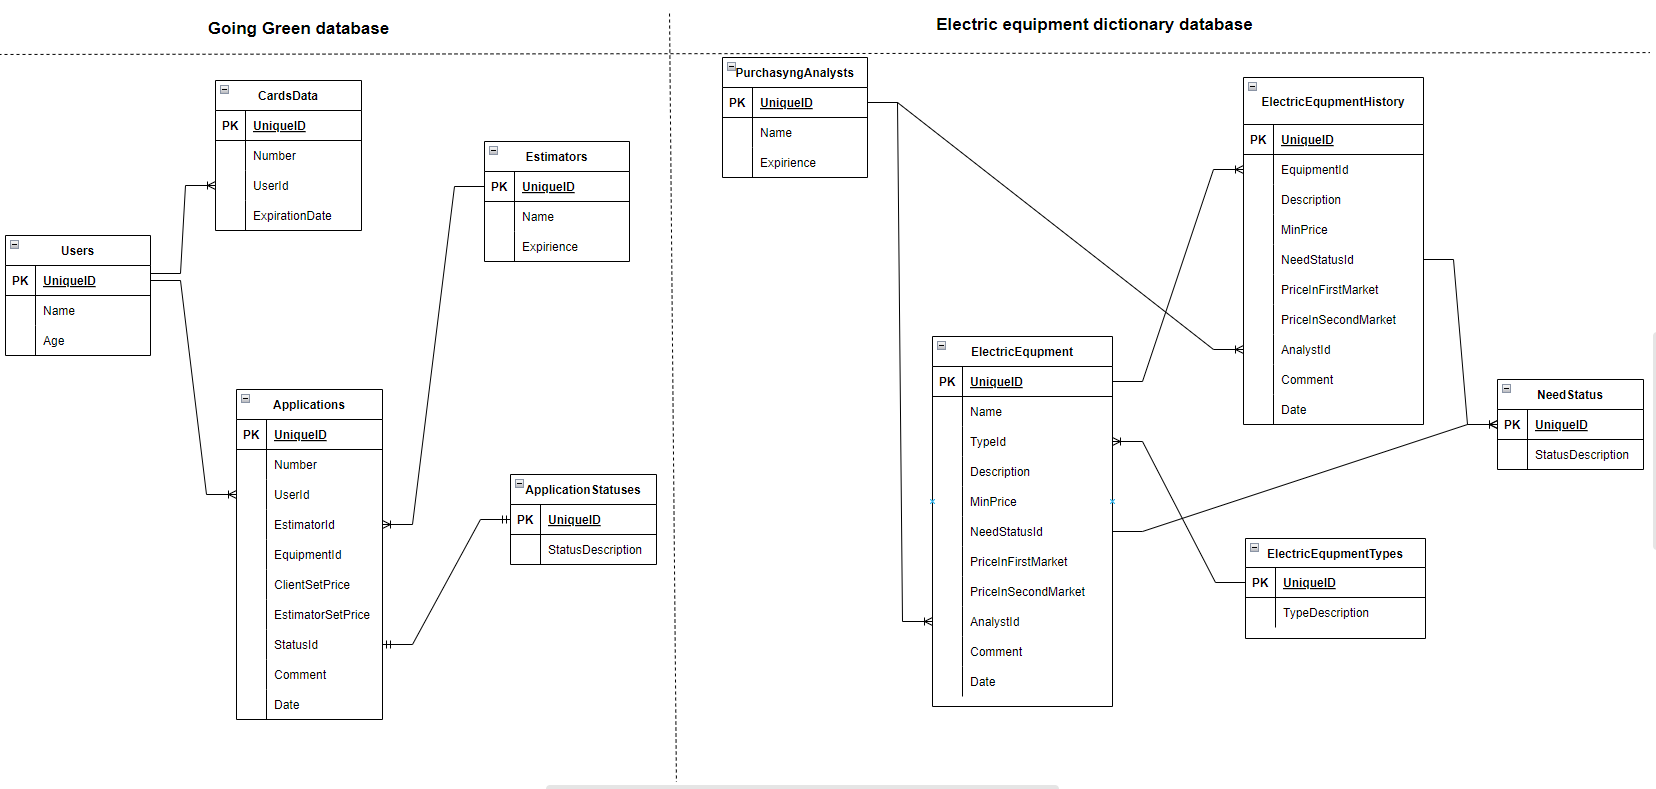 Going Green database
Electric equipment dictionary database
CardsData
PK UniqueID
Number
UserId
ExpirationDate
Estimators
PK UniqueID
Name
Expirience
Users
PK UniqueID
Name
Age
Applications
PK UniqueID
Number
UserId
EstimatorId
EquipmentId
ClientSetPrice
EstimatorSetPrice
StatusId
Comment
Date
ApplicationStatuses
PK UniqueID
StatusDescription
PurchasyngAnalysts
PK UniqueID
Name
Expirience
ElectricEqupmentHistory
PK UniqueID
EquipmentId
Description
MinPrice
NeedStatusId
PriceInFirstMarket
PriceInSecondMarket
AnalystId
Comment
Date
ElectricEqupment
PK UniqueID
Name
TypeId
Description
MinPrice
NeedStatusId
PriceInFirstMarket
PriceInSecondMarket
AnalystId
Comment
Date
NeedStatus
PK UniqueID
StatusDescription
ElectricEqupmentTypes
PK UniqueID
TypeDescription